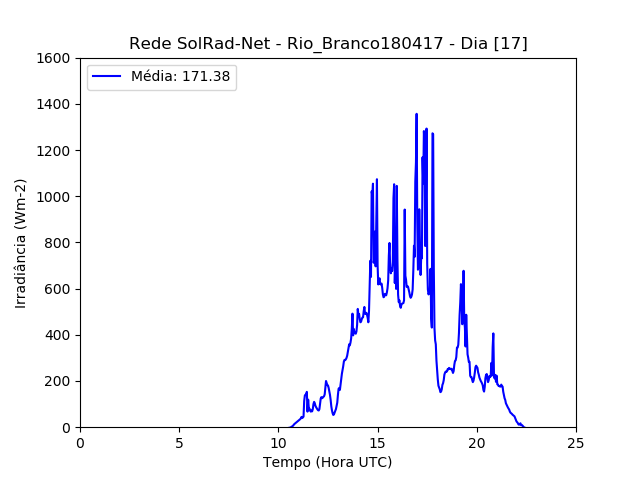 Rede SolRad-Net - Rio_Branco180417 - Dia [17]
Média: 171.38
Irradiância (Wm-2)
1600
1400
1200
1000
800
600
400
200
0
0 5 10 15 20 25
Tempo (Hora UTC)